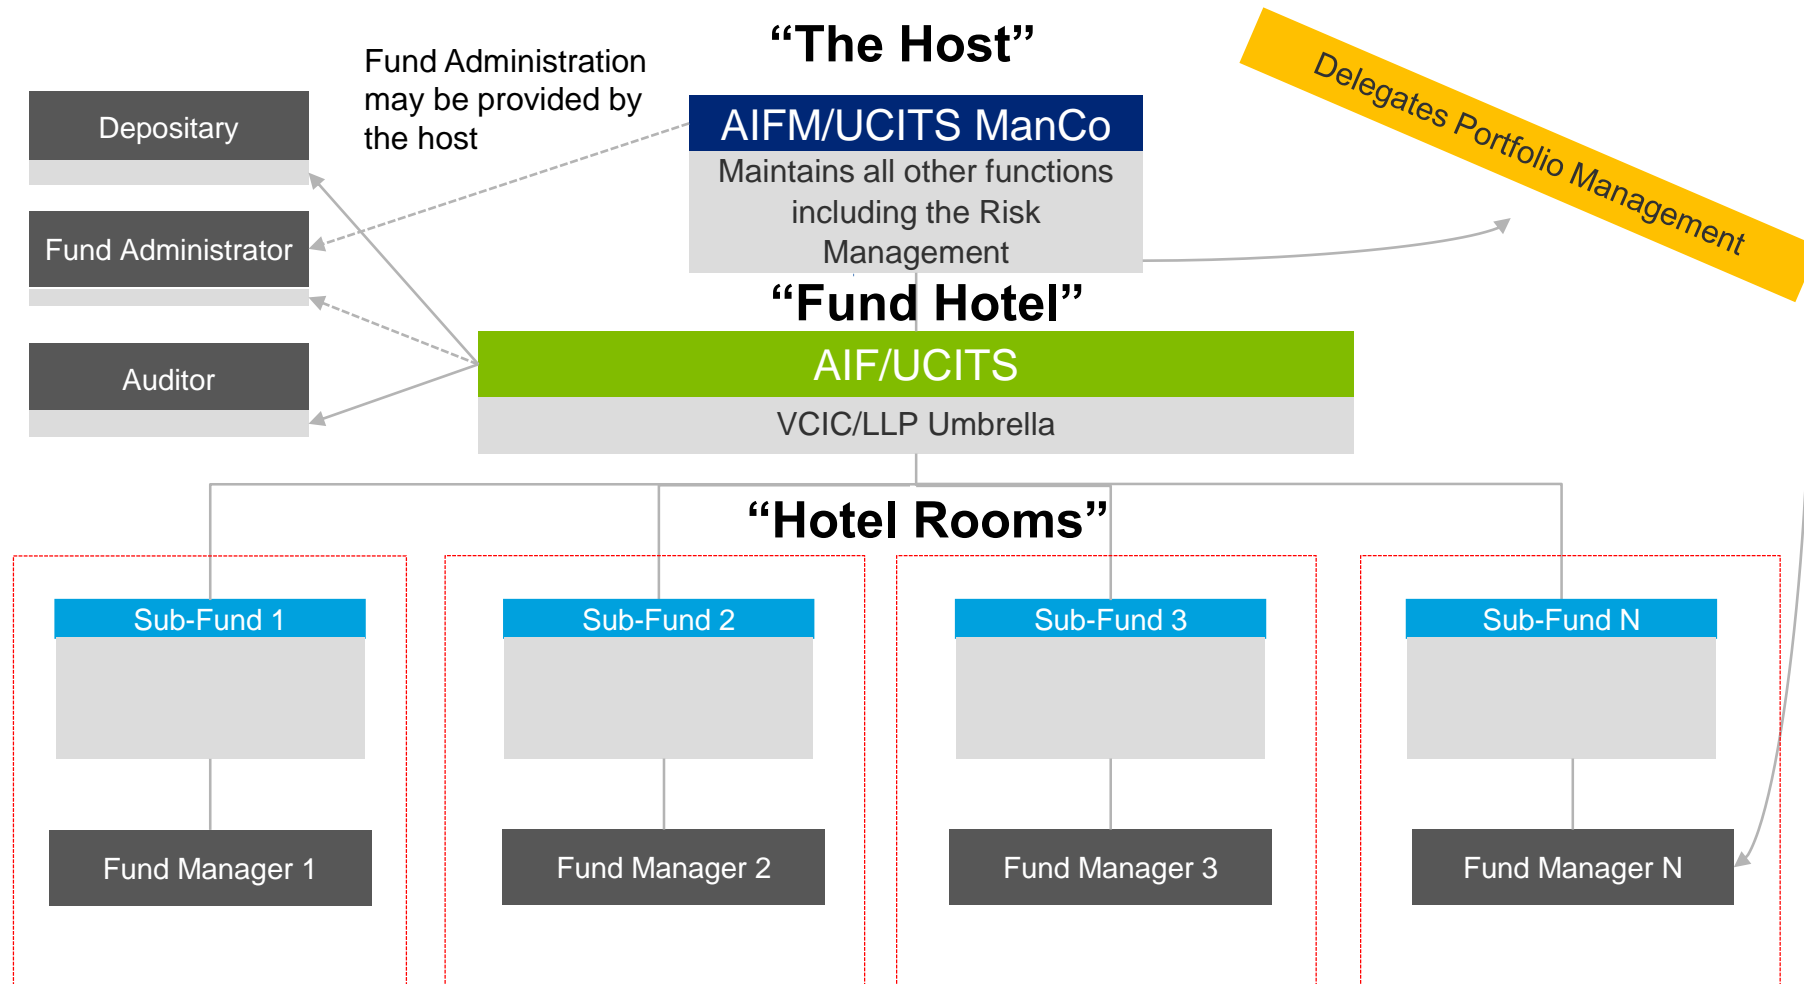 “The Host”
Fund Administration
may be provided by
the host
Delegates Portfolio Management
Depositary
AIFM/UCITS ManCo
Maintains all other functions
including the Risk
Management
Fund Administrator
“Fund Hotel”
Auditor
AIF/UCITS
VCIC/LLP Umbrella
“Hotel Rooms”
Sub-Fund 1
Sub-Fund 2
Sub-Fund 3
Sub-Fund N
Fund Manager 1
Fund Manager 2
Fund Manager 3
Fund Manager N